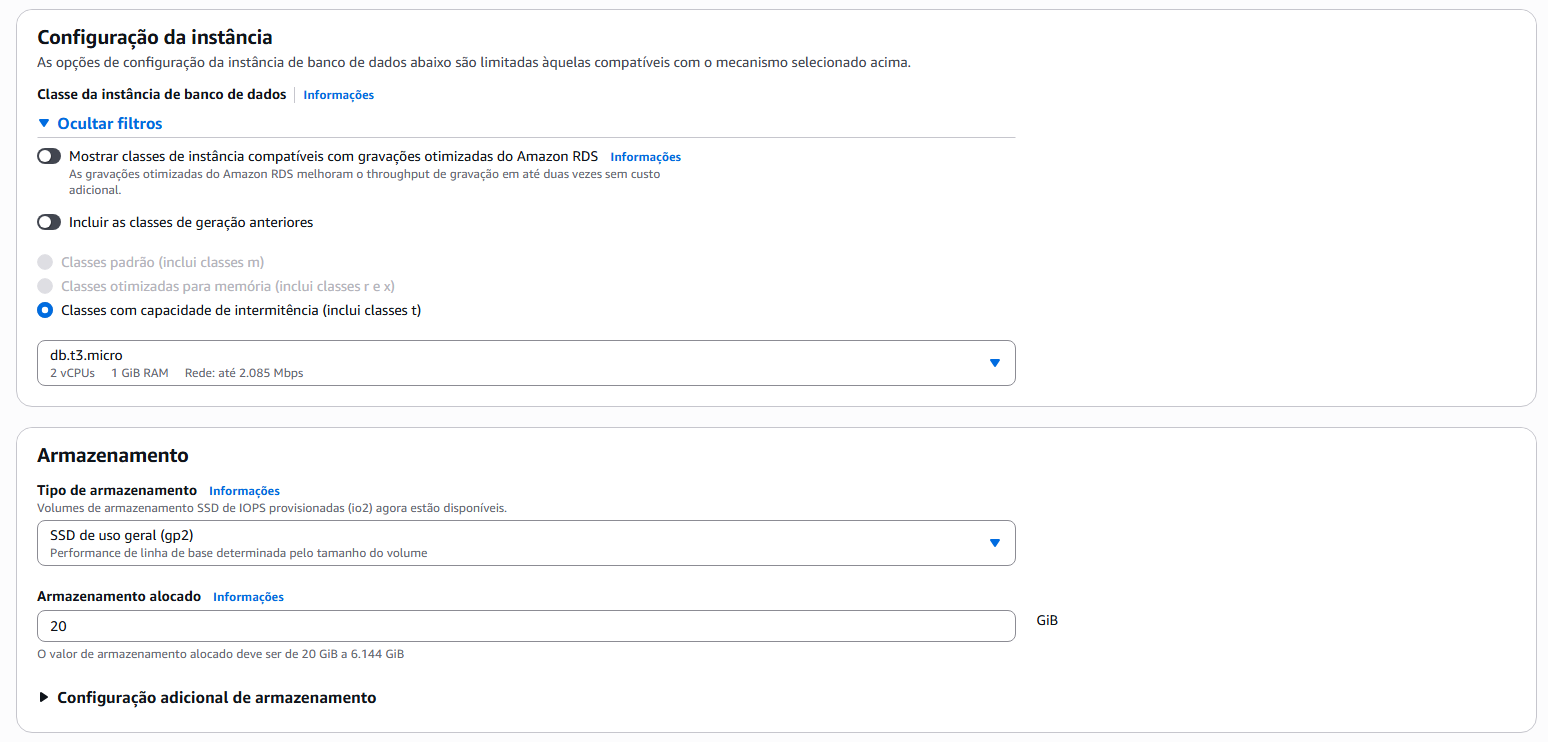 Configuração da instância
As opções de configuração da instância de banco de dados abaixo são limitadas àquelas compatíveis com o mecanismo selecionado acima.
Classe da instância de banco de dados Informações
Ocultar filtros
Mostrar classes de instância compatíveis com gravações otimizadas do Amazon RDS Informações
As gravações otimizadas do Amazon RDS melhoram o throughput de gravação em até duas vezes sem custo
adicional.
Incluir as classes de geração anteriores
Classes padrão (inclui classes m)
Classes otimizadas para memória (inclui classes r e x)
Classes com capacidade de intermitência (inclui classes t)
db.t3.micro
2 vCPUs 1 GiB RAM Rede: até 2.085 Mbps
Armazenamento
Tipo de armazenamento Informações
Volumes de armazenamento SSD de IOPS provisionadas (io2) agora estão disponíveis.
SSD de uso geral (gp2)
Performance de linha de base determinada pelo tamanho do volume
Armazenamento alocado Informações
20 GiB
O valor de armazenamento alocado deve ser de 20 GiB a 6.144 GiB
Configuração adicional de armazenamento